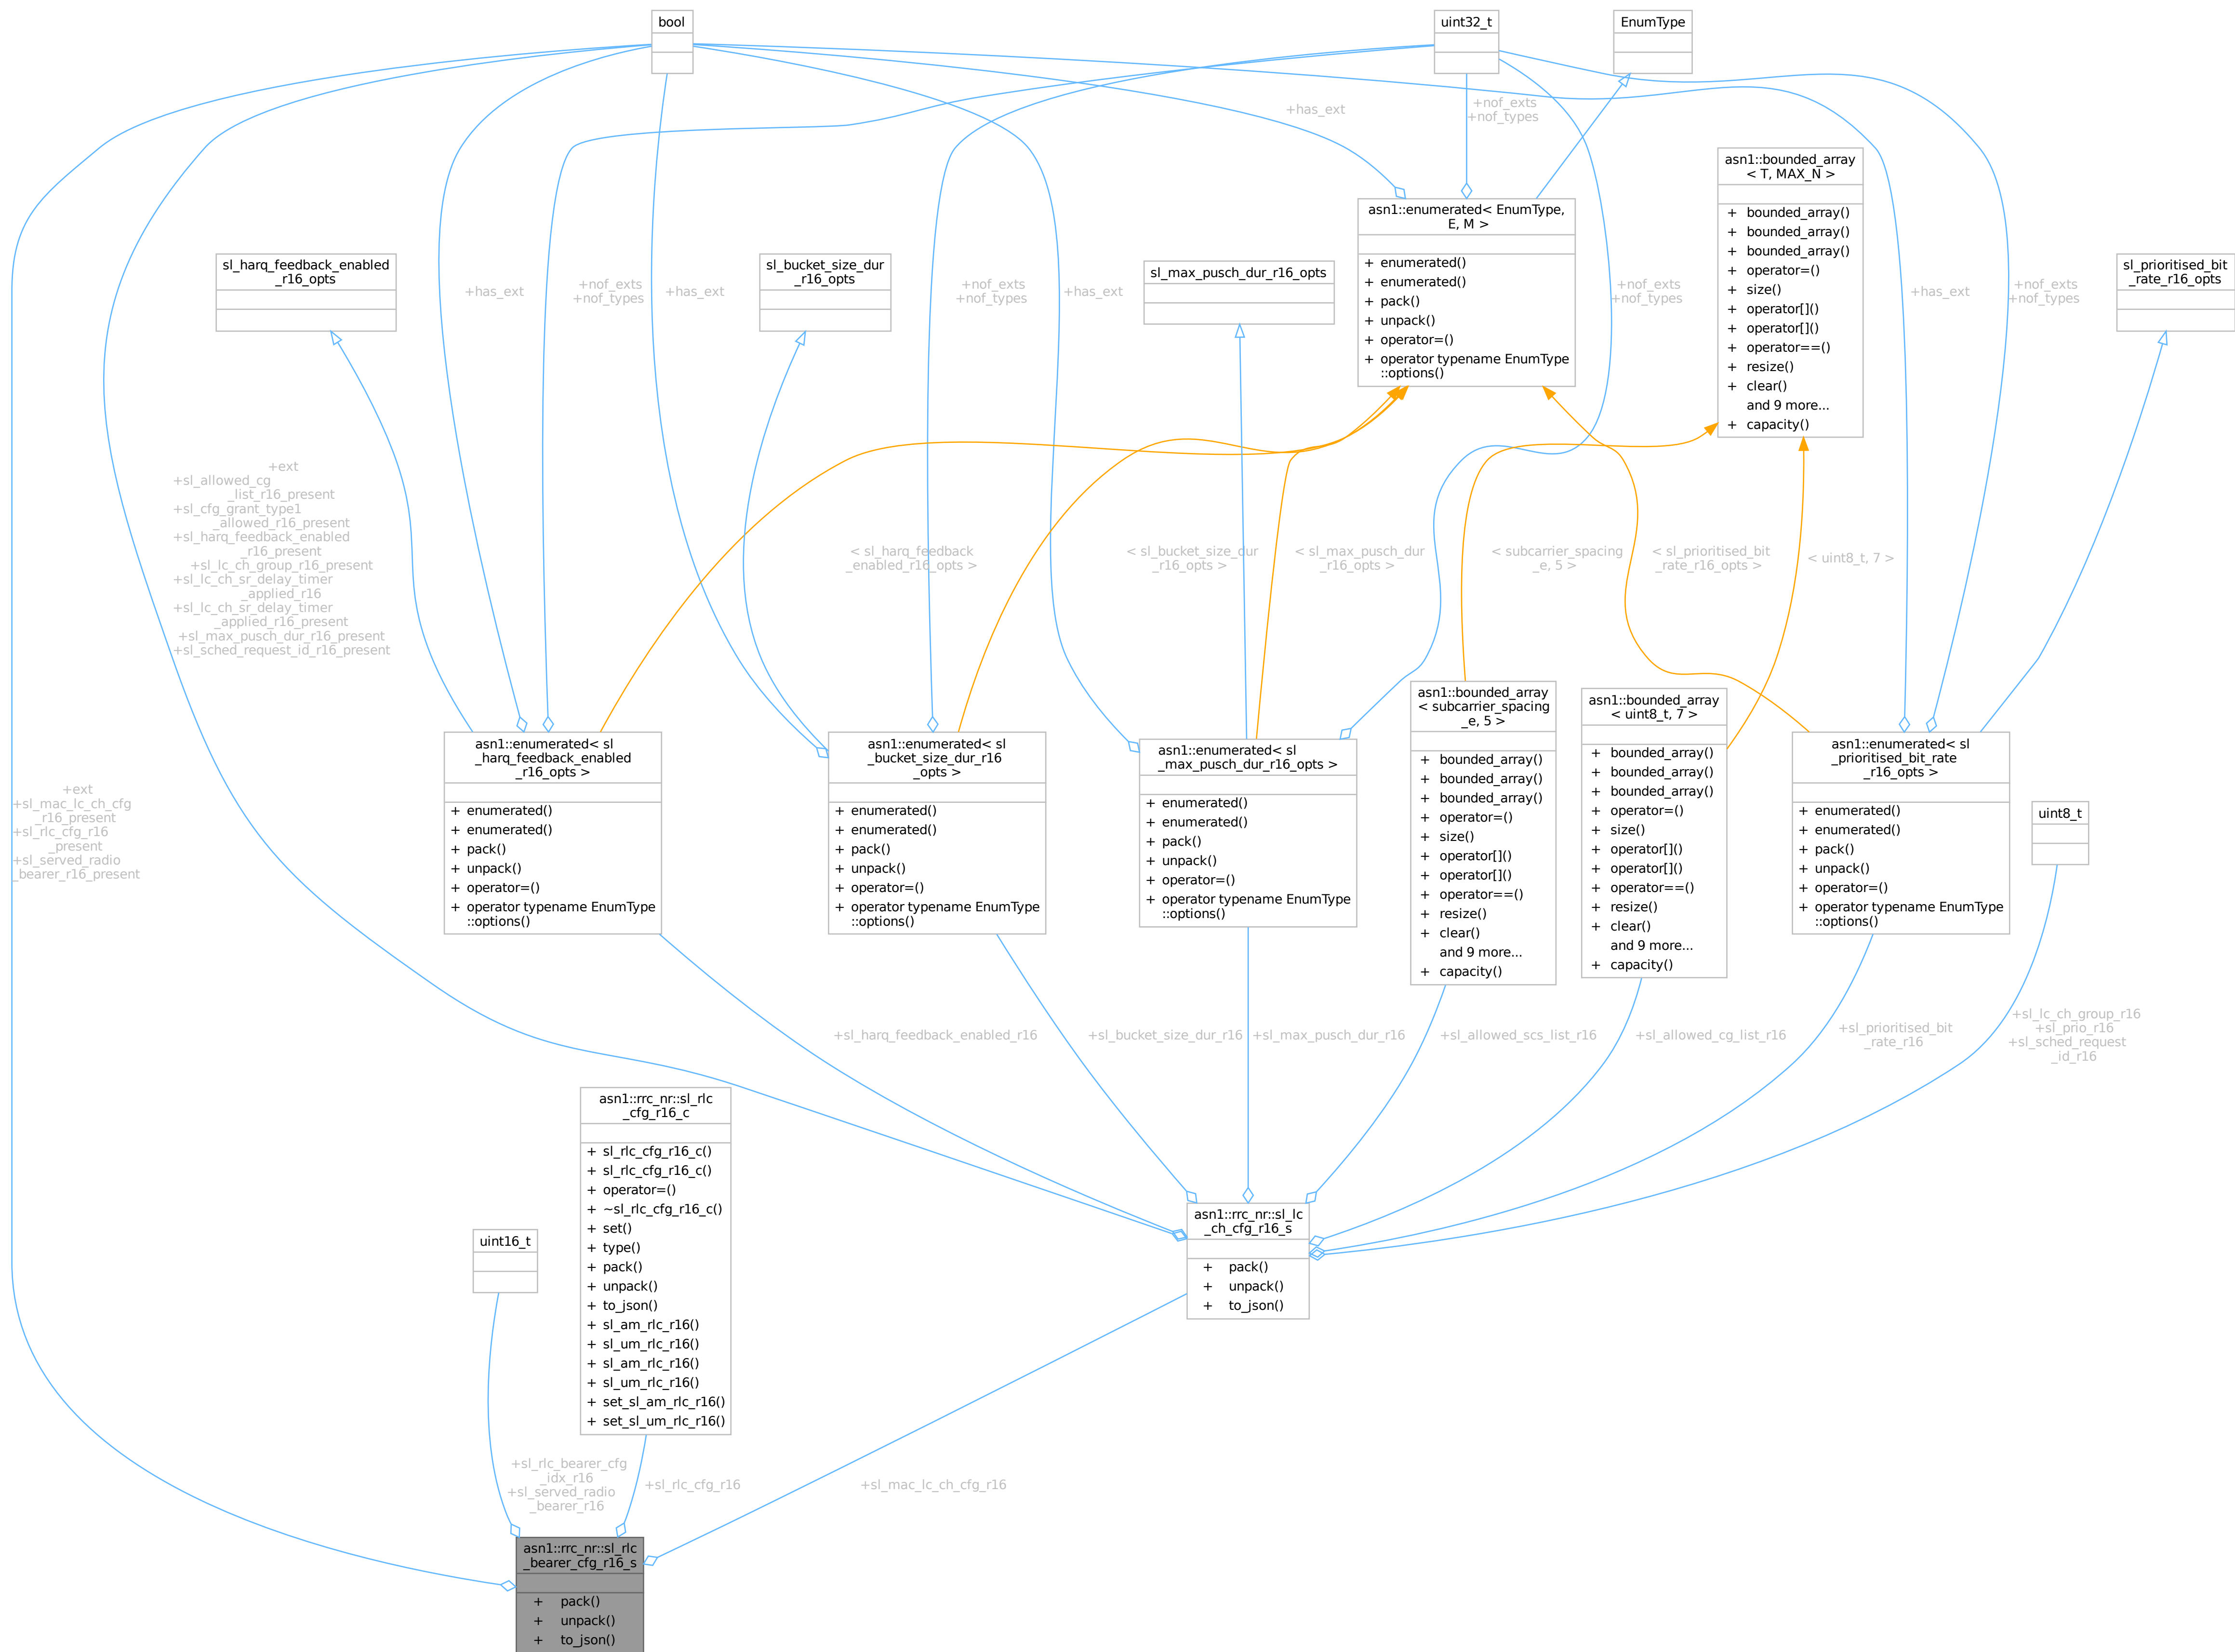 bool
uint32_t
EnumType
+has_ext
+nof_exts
+nof_types
asn1::bounded_array
< T, MAX_N >
+ bounded_array()
+ bounded_array()
+ bounded_array()
+ operator=()
+ size()
+ operator[]()
+ operator[]()
+ operator==()
+ resize()
+ clear()
and 9 more...
+ capacity()
asn1::enumerated< EnumType,
E, M >
+ enumerated()
+ enumerated()
+ pack()
+ unpack()
+ operator=()
+ operator typename EnumType
::options()
sl_harq_feedback_enabled
_r16_opts
+has_ext
+nof_exts
+nof_types
+has_ext
sl_bucket_size_dur
_r16_opts
+nof_exts
+nof_types
+has_ext
sl_max_pusch_dur_r16_opts
+nof_exts
+nof_types
+has_ext
+nof_exts
+nof_types
sl_prioritised_bit
_rate_r16_opts
+ext
+sl_allowed_cg
_list_r16_present
+sl_cfg_grant_type1
_allowed_r16_present
+sl_harq_feedback_enabled
_r16_present
+sl_lc_ch_group_r16_present
+sl_lc_ch_sr_delay_timer
_applied_r16
+sl_lc_ch_sr_delay_timer
_applied_r16_present
+sl_max_pusch_dur_r16_present
+sl_sched_request_id_r16_present
< sl_harq_feedback
_enabled_r16_opts >
< sl_bucket_size_dur
_r16_opts >
< sl_max_pusch_dur
_r16_opts >
< subcarrier_spacing
_e, 5 >
< sl_prioritised_bit
_rate_r16_opts >
< uint8_t, 7 >
+ext
+sl_mac_lc_ch_cfg
_r16_present
+sl_rlc_cfg_r16
_present
+sl_served_radio
_bearer_r16_present
asn1::enumerated< sl
_harq_feedback_enabled
_r16_opts >
+ enumerated()
+ enumerated()
+ pack()
+ unpack()
+ operator=()
+ operator typename EnumType
::options()
asn1::enumerated< sl
_bucket_size_dur_r16
_opts >
+ enumerated()
+ enumerated()
+ pack()
+ unpack()
+ operator=()
+ operator typename EnumType
::options()
asn1::enumerated< sl
_max_pusch_dur_r16_opts >
+ enumerated()
+ enumerated()
+ pack()
+ unpack()
+ operator=()
+ operator typename EnumType
::options()
asn1::bounded_array
< subcarrier_spacing
_e, 5 >
+ bounded_array()
+ bounded_array()
+ bounded_array()
+ operator=()
+ size()
+ operator[]()
+ operator[]()
+ operator==()
+ resize()
+ clear()
and 9 more...
+ capacity()
asn1::bounded_array
< uint8_t, 7 >
+ bounded_array()
+ bounded_array()
+ bounded_array()
+ operator=()
+ size()
+ operator[]()
+ operator[]()
+ operator==()
+ resize()
+ clear()
and 9 more...
+ capacity()
asn1::enumerated< sl
_prioritised_bit_rate
_r16_opts >
+ enumerated()
+ enumerated()
+ pack()
+ unpack()
+ operator=()
+ operator typename EnumType
::options()
uint8_t
+sl_harq_feedback_enabled_r16
+sl_bucket_size_dur_r16
+sl_max_pusch_dur_r16
+sl_allowed_scs_list_r16
+sl_allowed_cg_list_r16
+sl_prioritised_bit
_rate_r16
+sl_lc_ch_group_r16
+sl_prio_r16
+sl_sched_request
_id_r16
uint16_t
asn1::rrc_nr::sl_rlc
_cfg_r16_c
+ sl_rlc_cfg_r16_c()
+ sl_rlc_cfg_r16_c()
+ operator=()
+ ~sl_rlc_cfg_r16_c()
+ set()
+ type()
+ pack()
+ unpack()
+ to_json()
+ sl_am_rlc_r16()
+ sl_um_rlc_r16()
+ sl_am_rlc_r16()
+ sl_um_rlc_r16()
+ set_sl_am_rlc_r16()
+ set_sl_um_rlc_r16()
asn1::rrc_nr::sl_lc
_ch_cfg_r16_s
+ pack()
+ unpack()
+ to_json()
+sl_rlc_bearer_cfg
_idx_r16
+sl_served_radio
_bearer_r16
+sl_rlc_cfg_r16
+sl_mac_lc_ch_cfg_r16
asn1::rrc_nr::sl_rlc
_bearer_cfg_r16_s
+ pack()
+ unpack()
+ to_json()